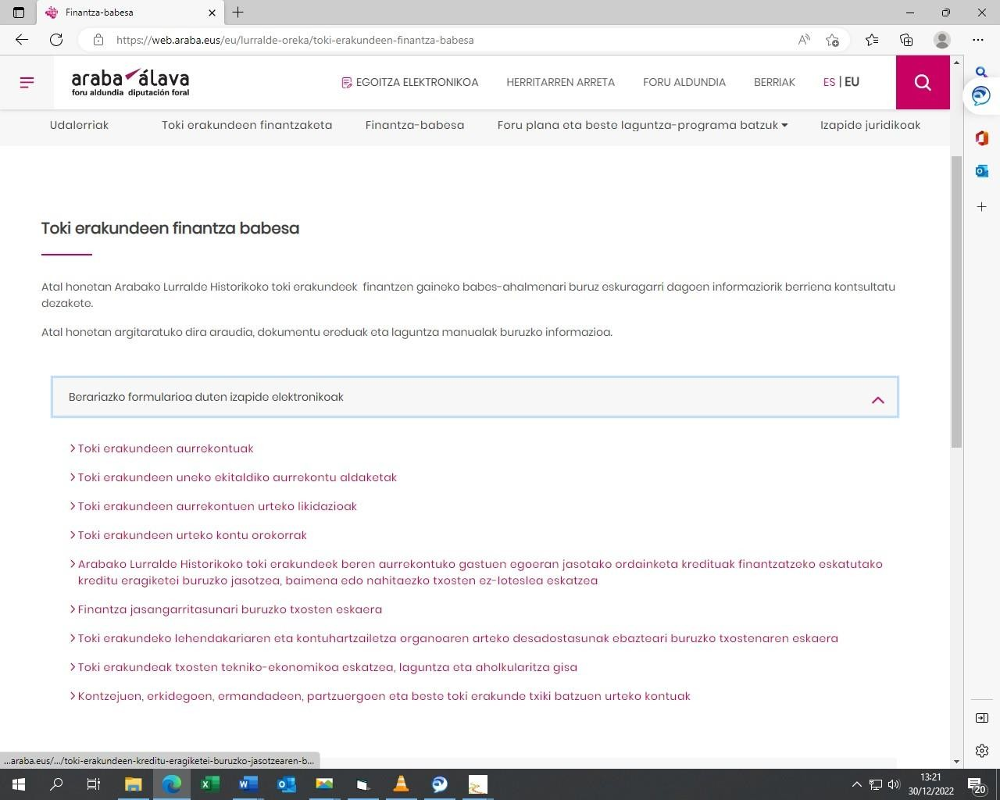 Finantza-babesa
https://web.araba.eus/eu/lurralde-oreka/toki-erakundeen-finantza-babesa
araba álava
foru aldundia diputación foral
EGOITZA ELEKTRONIKOA HERRITARREN ARRETA FORU ALDUNDIA BERRIAK ES | EU
Udalerriak Toki erakundeen finantzaketa Finantza-babesa Foru plana eta beste laguntza-programa batzuk Izapide juridikoak
Toki erakundeen finantza babesa
Atal honetan Arabako Lurralde Historikoko toki erakundeek finantzen gaineko babes-ahalmenari buruz eskuragarri dagoen informaziorik berriena kontsultatu
dezakete.
Atal honetan argitaratuko dira araudia, dokumentu ereduak eta laguntza manualak buruzko informazioa.
Berariazko formularioa duten izapide elektronikoak
Toki erakundeen aurrekontuak
Toki erakundeen uneko ekitaldiko aurrekontu aldaketak
Toki erakundeen aurrekontuen urteko likidazioak
Toki erakundeen urteko kontu orokorrak
Arabako Lurralde Historikoko toki erakundeek beren aurrekontuko gastuen egoeran jasotako ordainketa kredituak finantzatzeko eskatutako
kreditu eragiketei buruzko jasotzea, baimena edo nahitaezko txosten ez-loteslea eskatzea
Finantza jasangarritasunari buruzko txosten eskaera
Toki erakundeko lehendakariaren eta kontuhartzailetza organoaren arteko desadostasunak ebazteari buruzko txostenaren eskaera
Toki erakundeak txosten tekniko-ekonomikoa eskatzea, laguntza eta aholkularitza gisa
Kontzejuen, erkidegoen, ermandadeen, partzuergoen eta beste toki erakunde txiki batzuen urteko kontuak
...araba.eus/.../toki-erakundeen-kreditu-eragiketei-buruzko-jasotzearen-b...
13:21
30/12/2022
20